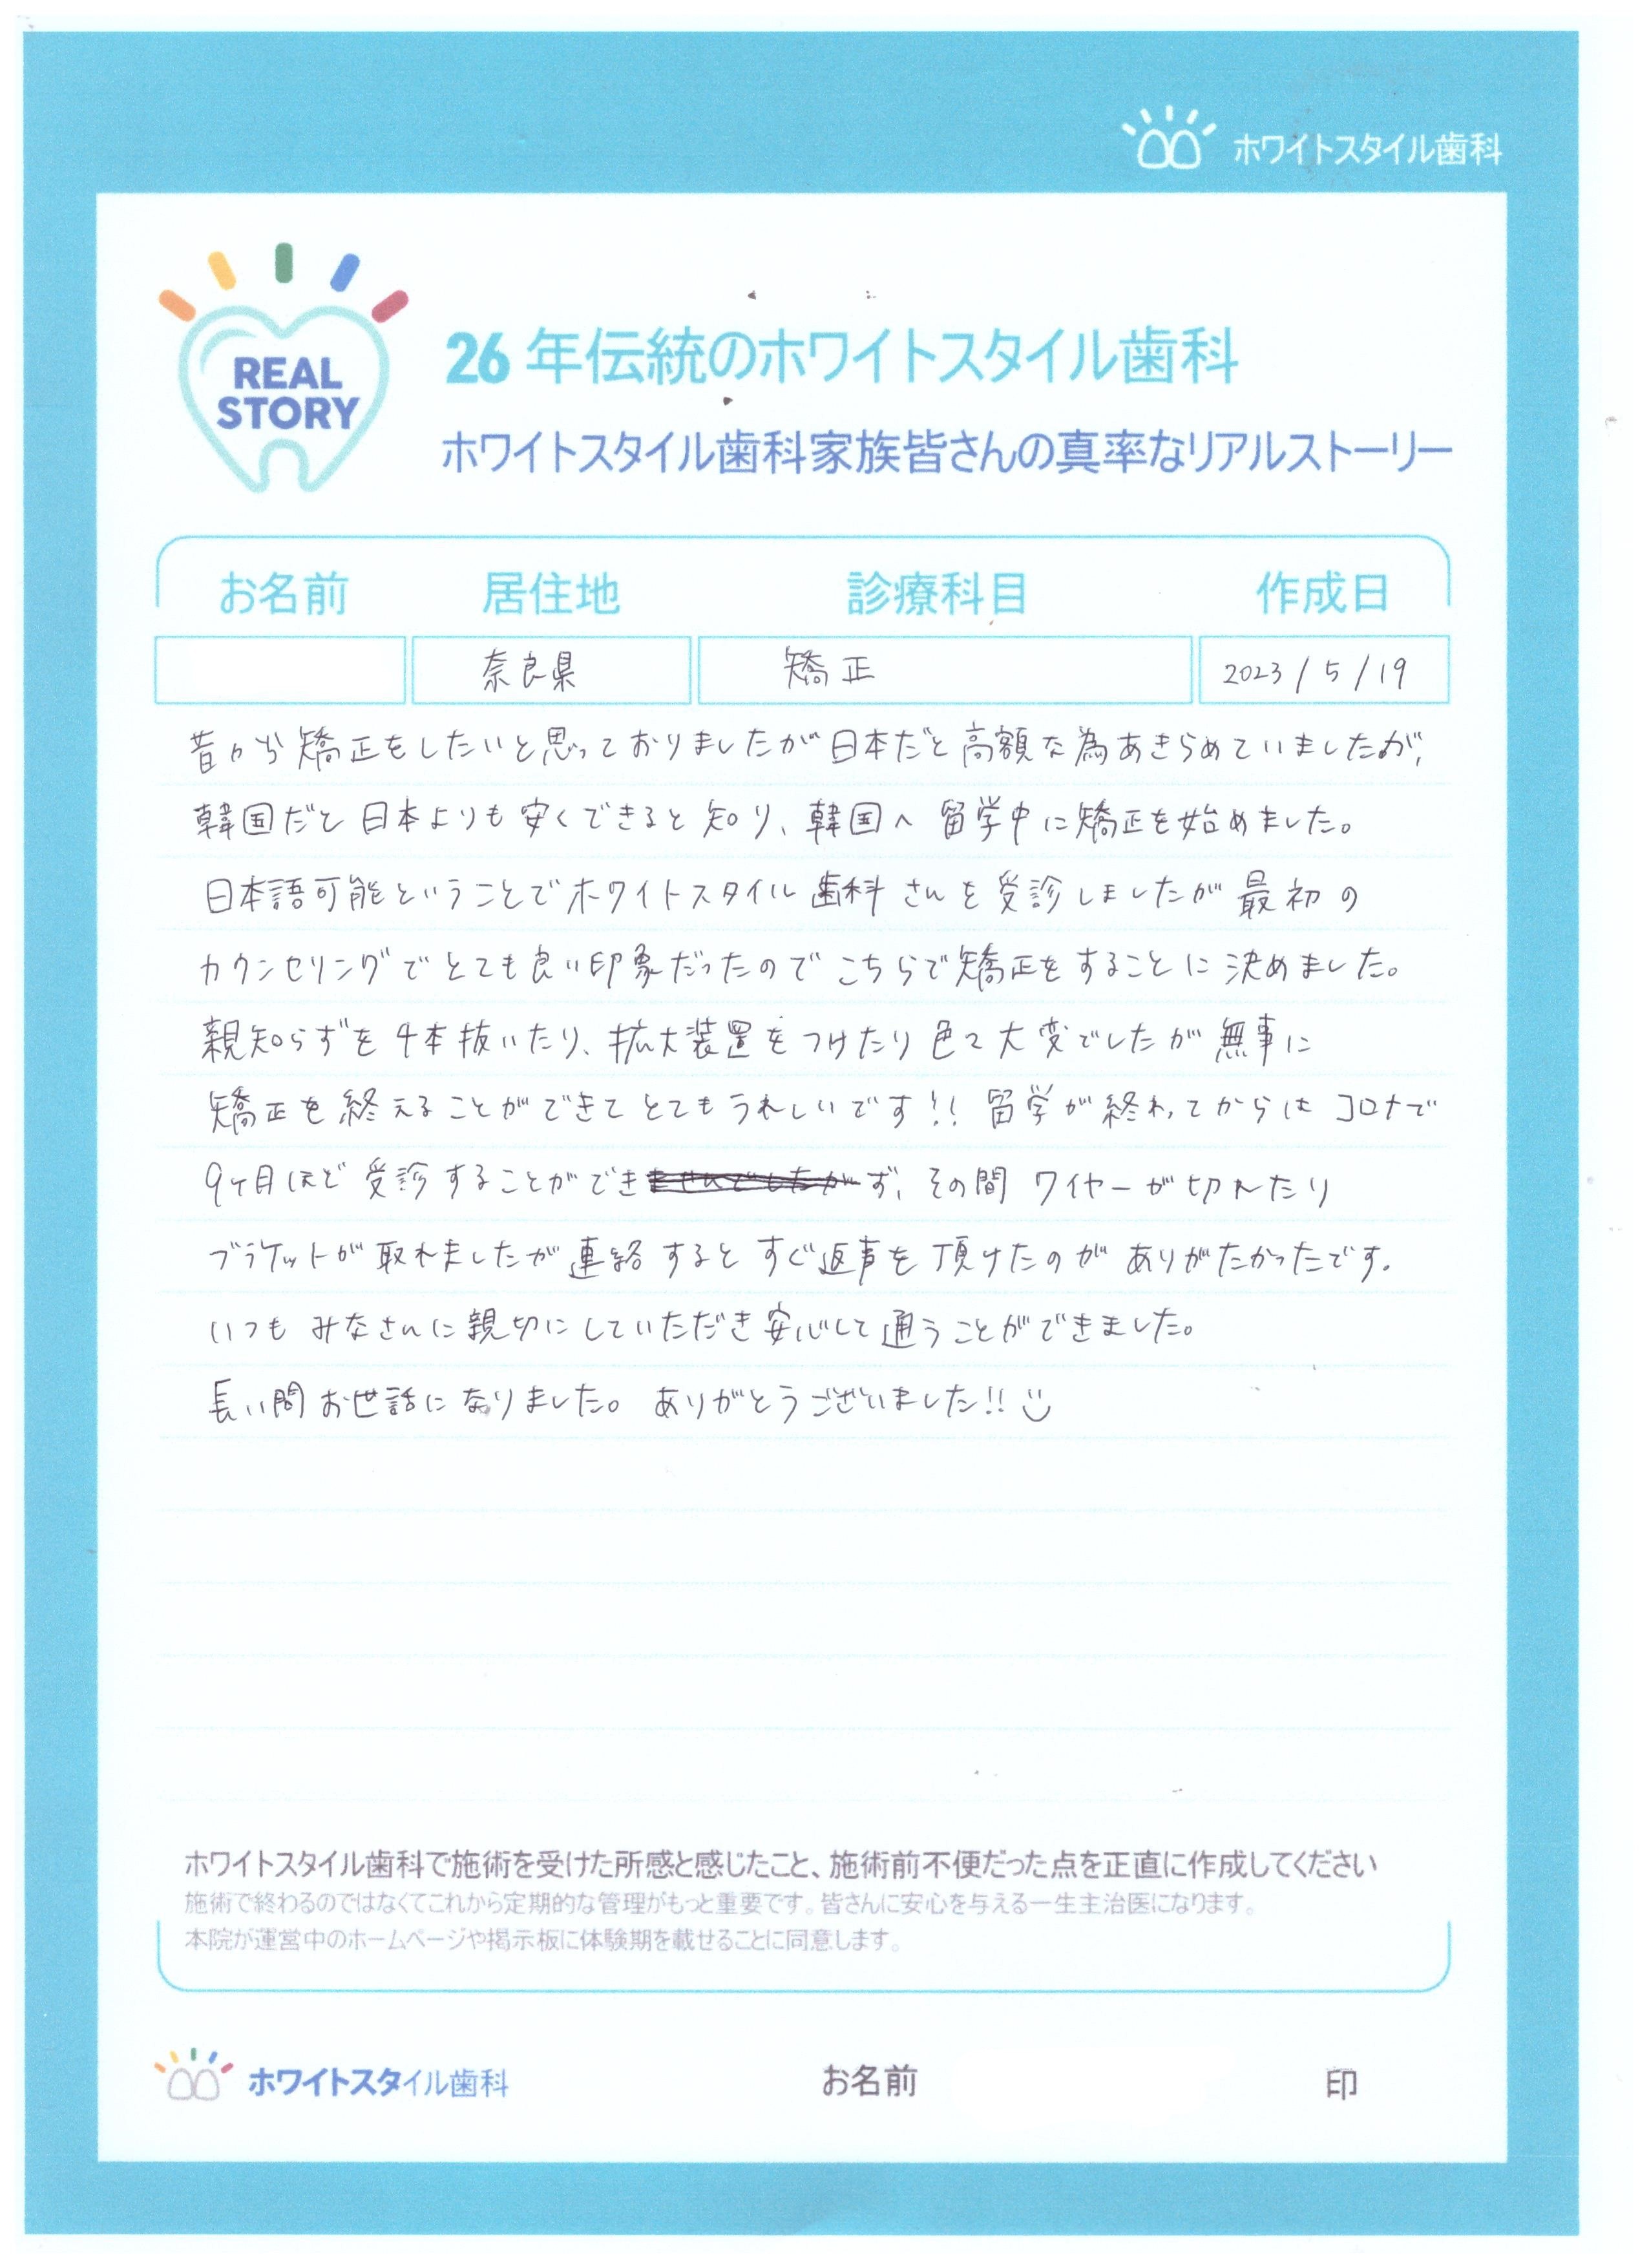 ホワイトスタイル歯科
REAL
STORY
26年伝統のホワイトスタイル歯科
ホワイトスタイル歯科家族皆さんの真率なリアルストーリー
お名前 居住地 診療科目 作成日
奈良県 矯正 2023/5/19
昔から矯正をしたいと思っておりましたが日本だと高額な為あきらめていましたが、
韓国だと日本よりも安くできると知り、韓国へ留学中に矯正を始めました。
日本語可能ということでホワイトスタイル歯科さんを受診しましたが最初の
カウンセリングでとても良い印象だったのでこちらで矯正をすることに決めました。
親知らずを4本抜いたり、拡大装置をつけたり色々大変でしたが無事に
矯正を終えることができてとてもうれしいです!! 留学が終わってからはコロナで
9ヶ月ほど受診することができませんでしたがず、その間ワイヤーが切れたり
ブラケットが取れましたが連絡するとすぐ返事を頂けたのがありがたかったです。
いつもみなさんに親切にしていただき安心して通うことができました。
長い間お世話になりました。ありがとうございました!!
ホワイトスタイル歯科で施術を受けた所感と感じたこと、施術前不便だった点を正直に作成してください
施術で終わるのではなくてこれから定期的な管理がもっと重要です。皆さんに安心を与える一生主治医になります。
本院が運営中のホームページや掲示板に体験期を載せることに同意します。
ホワイトスタイル歯科 お名前 印